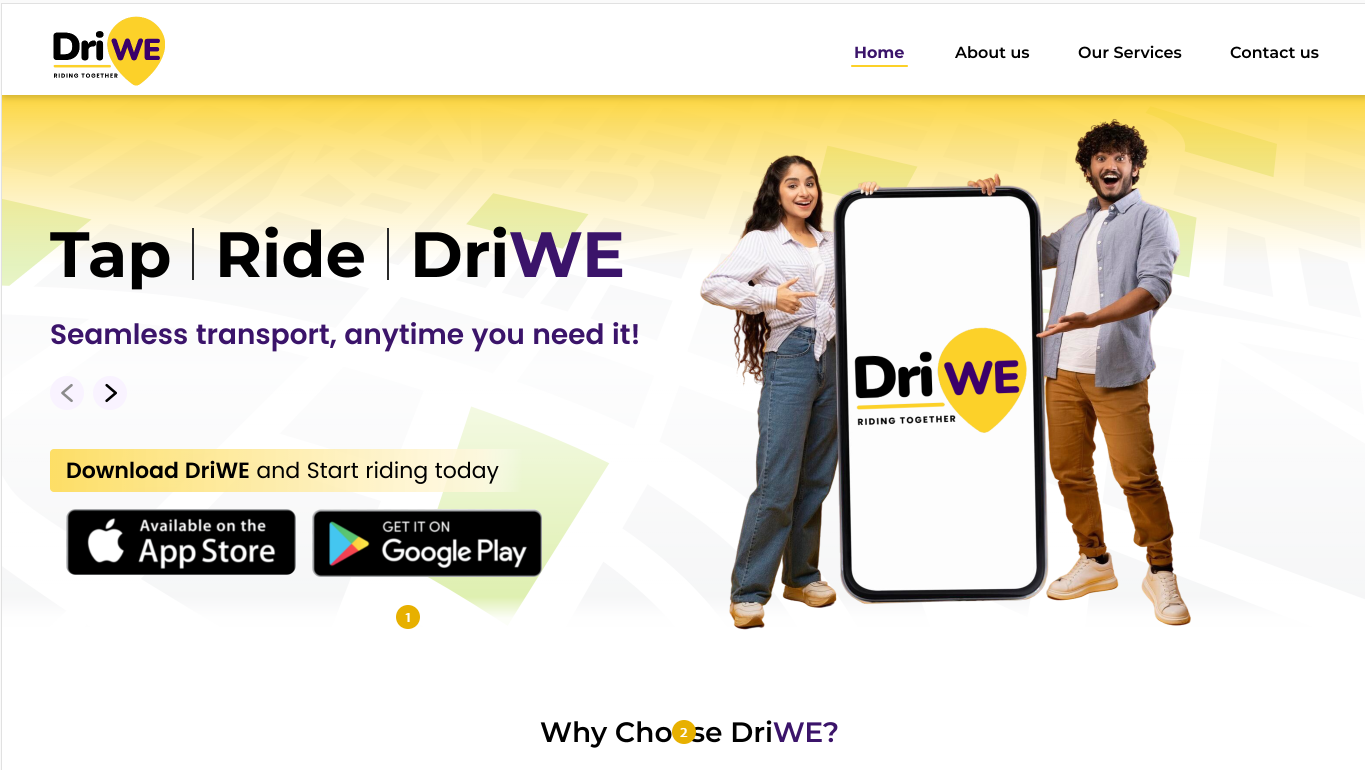 DriWE
RIDING TOGETHER
Home
About us
Our Services
Contact us
Tap | Ride | DriWE
Seamless transport, anytime you need it!
Download DriWE and Start riding today
Available on the
App Store
GET IT ON
Google Play
DriWE
RIDING TOGETHER
1
Why Choose DriWE?
2